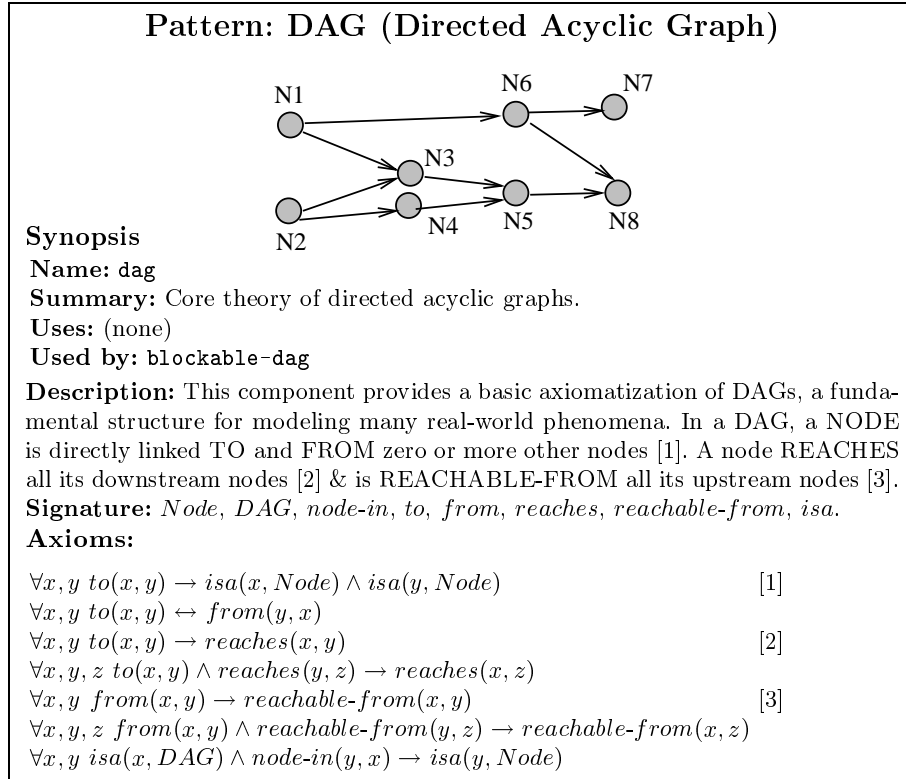 Pattern: DAG (Directed Acyclic Graph)
N1
N6
N7
N3
N2
N4
N5
N8
Synopsis
Name: dag
Summary: Core theory of directed acyclic graphs.
Uses: (none)
Used by: blockable-dag
Description: This component provides a basic axiomatization of DAGs, a funda-
mental structure for modeling many real-world phenomena. In a DAG, a NODE
is directly linked TO and FROM zero or more other nodes [1]. A node REACHES
all its downstream nodes [2] & is REACHABLE-FROM all its upstream nodes [3].
Signature: Node, DAG, node-in, to, from, reaches, reachable-from, isa.
Axioms:
∀x, y to(x, y) → isa(x, Node) ∧ isa(y, Node) [1]
∀x, y to(x, y) ↔ from(y, x)
∀x, y to(x, y) → reaches(x, y) [2]
∀x, y, z to(x, y) ∧ reaches(y, z) → reaches(x, z)
∀x, y from(x, y) → reachable-from(x, y) [3]
∀x, y, z from(x, y) ∧ reachable-from(y, z) → reachable-from(x, z)
∀x, y isa(x, DAG) ∧ node-in(y, x) → isa(y, Node)